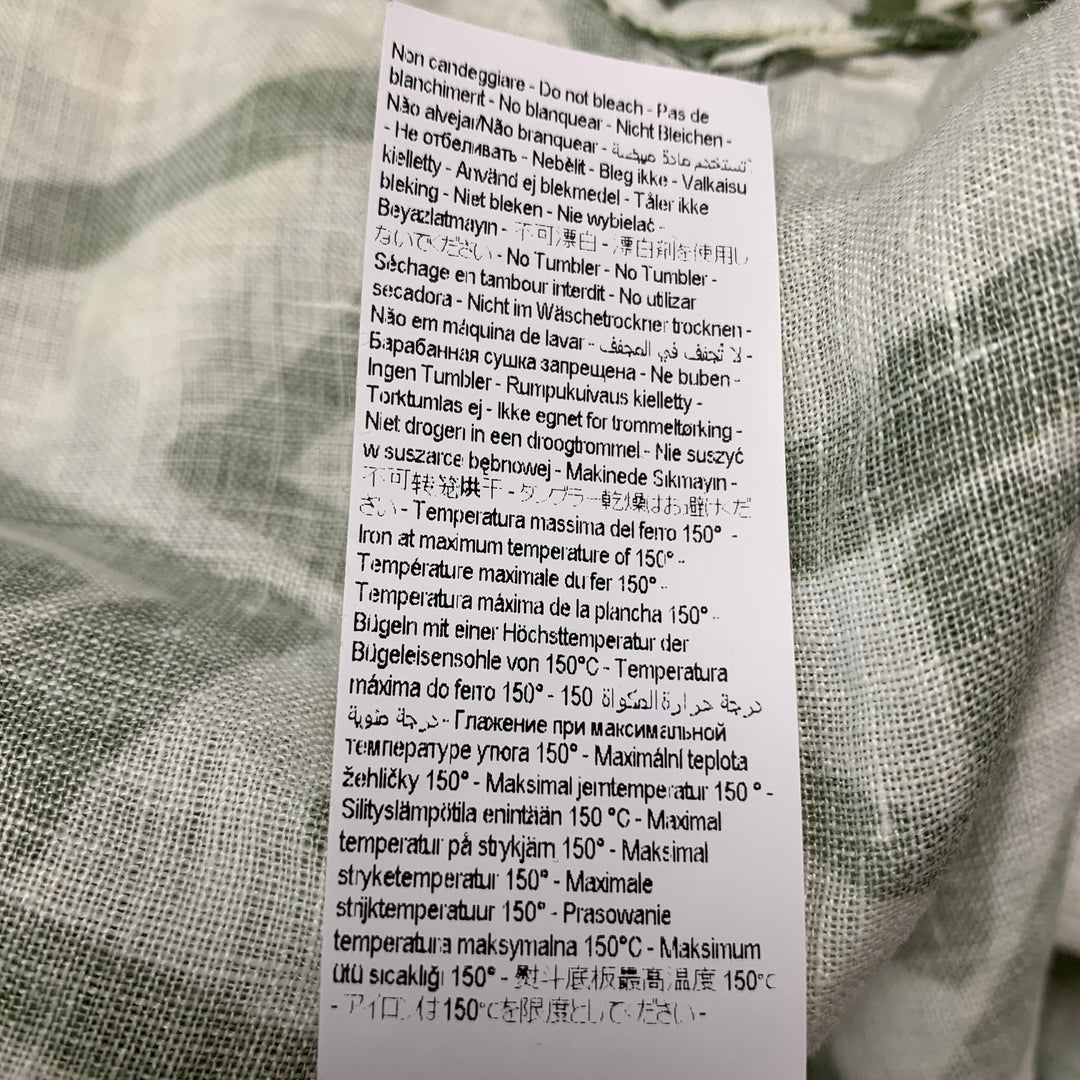 Non candeggiare - Do not bleach - Pas de
blanchiment - No blanquear - Nicht Bleichen -
Não alvejar/Não branquear - تستخدم مادة مبيضة
- Не отбеливать - Nebělit - Bleg ikke - Valkaisu
kielletty - Använd ej blekmedel - Tåler ikke
bleking - Niet bleken - Nie wybielać -
Beyazlatmayın - 不可漂白 - 漂白剤を使用し
ないでください - No Tumbler - No Tumbler -
Séchage en tambour interdit - No utilizar
secadora - Nicht im Wäschetrockner trocknen -
Não em máquina de lavar - لا تجفف في المجفف -
Барабанная сушка запрещена - Ne buben -
Ingen Tumbler - Rumpukuivaus kielletty -
Torktumlas ej - Ikke egnet for trommeltørking -
Niet drogen in een droogtrommel - Nie suszyć
w suszarce bębnowej - Makinede Sıkmayın -
不可转笼烘干 - タンブラー乾燥はお避けくだ
さい - Temperatura massima del ferro 150° -
Iron at maximum temperature of 150° -
Température maximale du fer 150° -
Temperatura máxima de la plancha 150° -
Bügeln mit einer Höchsttemperatur der
Bügeleisensohle von 150°C - Temperatura
máxima do ferro 150° - 150 درجة حرارة المكواة
درجة مئوية - Глажение при максимальной
температуре утюга 150° - Maximální teplota
žehličky 150° - Maksimal jerntemperatur 150 ° -
Silityslämpötila enintään 150 °C - Maximal
temperatur på strykjärn 150° - Maksimal
stryketemperatur 150° - Maximale
strijktemperatuur 150° - Prasowanie
temperatura maksymalna 150°C - Maksimum
ütü sıcaklığı 150° - 熨斗底板最高温度 150°C
- アイロンは150°Cを限度としてください -